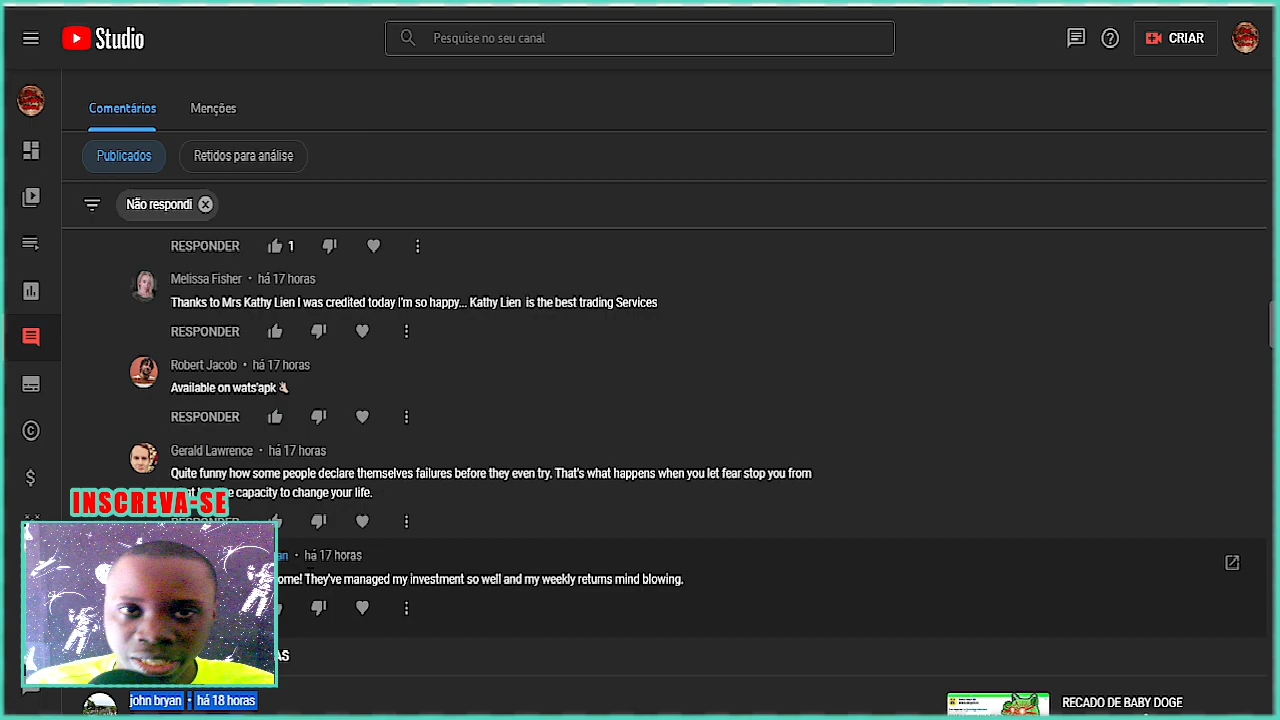 Studio
Pesquise no seu canal
CRIAR
Comentários
Menções
Publicados
Retidos para análise
Não respondi
RESPONDER
1
Melissa Fisher • há 17 horas
Thanks to Mrs Kathy Lien I was credited today I'm so happy... Kathy Lien is the best trading Services
RESPONDER
Robert Jacob • há 17 horas
Available on wats'apk
RESPONDER
Gerald Lawrence • há 17 horas
Quite funny how some people declare themselves failures before they even try. That's what happens when you let fear stop you from
capacity to change your life.
INSCREVA-SE
• há 17 horas
They've managed my investment so well and my weekly returns mind blowing.
john bryan • há 18 horas
RECADO DE BABY DOGE